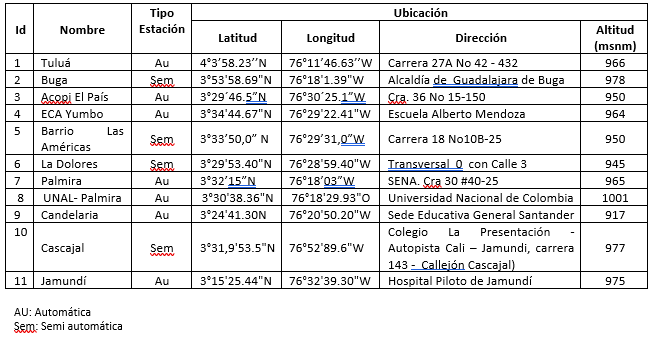 Id Nombre Tipo Estación Ubicación Altitud (msnm)
Latitud Longitud Dirección
1 Tuluá Au 4°3’58.23’’N 76°11’46.63’’W Carrera 27A No 42 - 432 966
2 Buga Sem 3°53'58.69"N 76°18'1.39"W Alcaldía de Guadalajara de Buga 978
3 Acopi El País Au 3°29´46.5”N 76°30´25.1”W Cra. 36 No 15-150 950
4 ECA Yumbo Au 3°34'44.67"N 76°29'22.41"W Escuela Alberto Mendoza 964
5 Barrio Las Américas Sem 3°33'50,0” N 76°29'31,0”W Carrera 18 No10B-25 950
6 La Dolores Sem 3°29'53.40"N 76°28'59.40"W Transversal 0 con Calle 3 945
7 Palmira Au 3°32’15”N 76°18’03”W SENA. Cra 30 #40-25 965
8 UNAL- Palmira Au 3°30'38.36"N 76°18'29.93"O Universidad Nacional de Colombia 1001
9 Candelaria Au 3°24'41.30N 76°20'50.20"W Sede Educativa General Santander 917
10 Cascajal Sem 3°31,9'53.5"N 76°52'89.6"W Colegio La Presentación -
Autopista Cali – Jamundi, carrera
143 - Callejón Cascajal) 977
11 Jamundí Au 3°15'25.44"N 76°32'39.30"W Hospital Piloto de Jamundí 975
AU: Automática
Sem: Semi automática